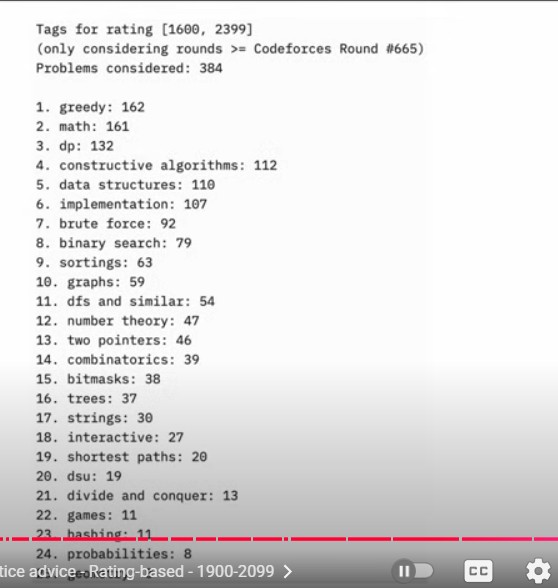 Tags for rating [1600, 2399]
(only considering rounds >= Codeforces Round #665)
Problems considered: 384
1. greedy: 162
2. math: 161
3. dp: 132
4. constructive algorithms: 112
5. data structures: 110
6. implementation: 107
7. brute force: 92
8. binary search: 79
9. sortings: 63
10. graphs: 59
11. dfs and similar: 54
12. number theory: 47
13. two pointers: 46
14. combinatorics: 39
15. bitmasks: 38
16. trees: 37
17. strings: 30
18. interactive: 27
19. shortest paths: 20
20. dsu: 19
21. divide and conquer: 13
22. games: 11
23. hashing: 11
24. probabilities: 8
tice advice - Rating-based - 1900-2099 >
CC